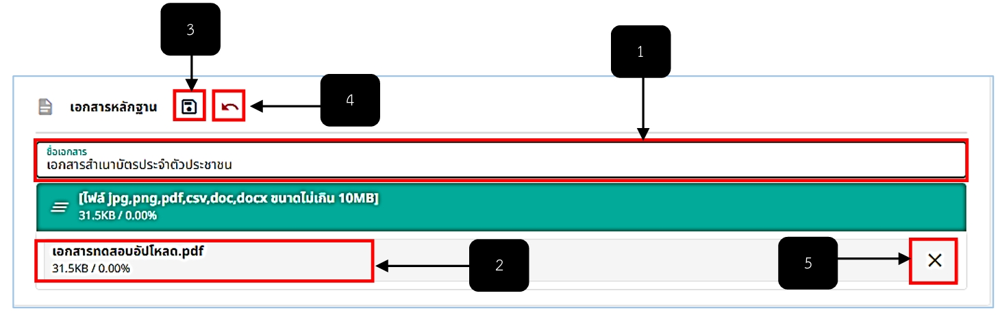 3
1
4
เอกสารหลักฐาน
ชื่อเอกสาร
เอกสารสำเนาบัตรประจำตัวประชาชน
[ไฟล์ jpg,png,pdf,csv,doc,docx ขนาดไม่เกิน 10MB]
31.5KB / 0.00%
เอกสารทดสอบอัปโหลด.pdf
31.5KB / 0.00%
2
5